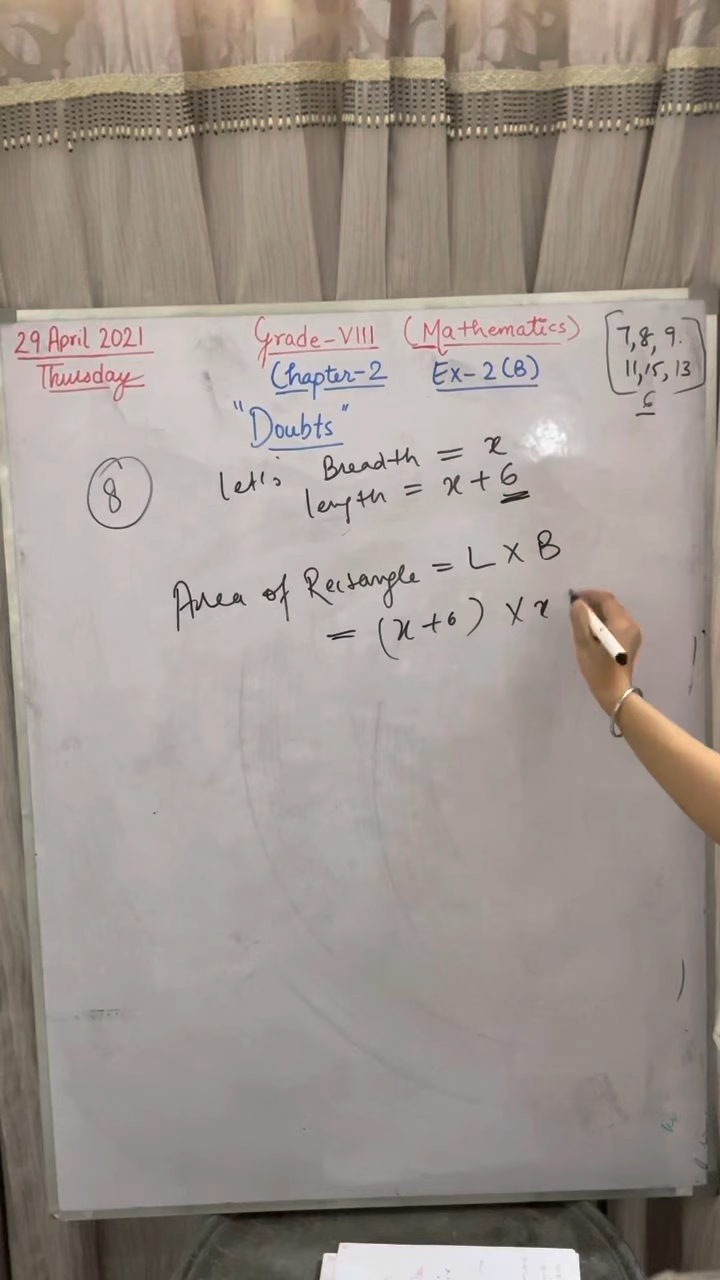 29 April 2021
Thuisday
Grade-VIII (Mathematics)
Chapter-2 Ex-2(B)
"Doubts"
7, 8, 9.
11, 15, 13
6
8
Let's Breadth = x
length = x + 6
Area of Rectangle = L × B
= (x+6) × x